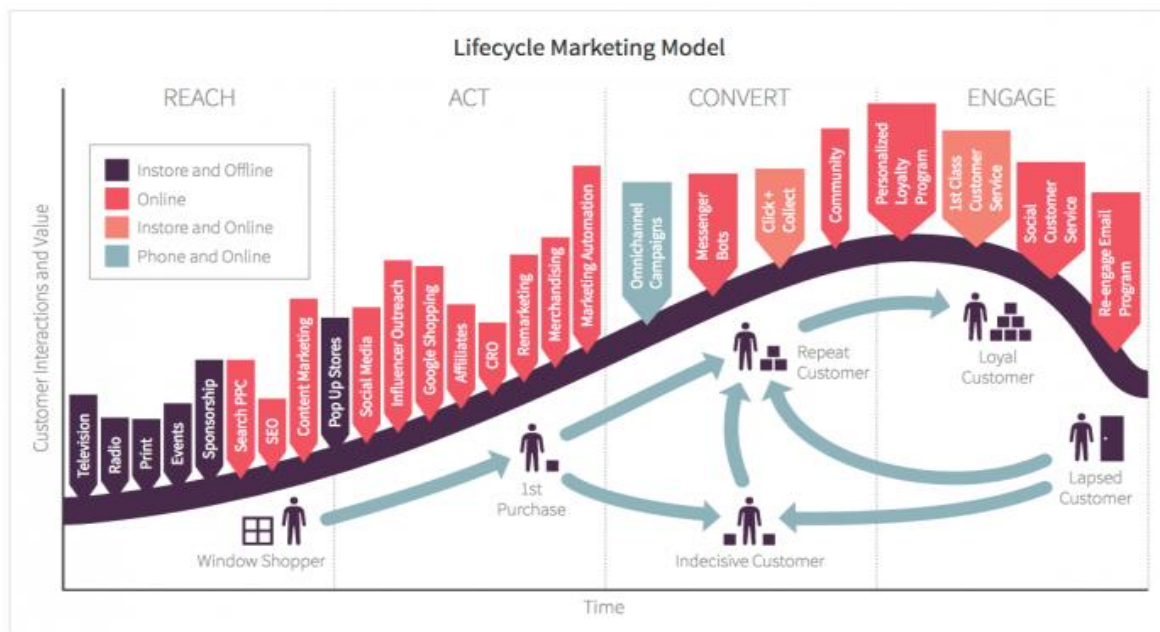 Lifecycle Marketing Model
REACH
ACT
CONVERT
ENGAGE
Instore and Offline
Online
Instore and Online
Phone and Online
Customer Interactions and Value
Television
Radio
Print
Events
Sponsorship
Search PPC
SEO
Content Marketing
Pop Up Stores
Social Media
Influencer Outreach
Google Shopping
Affiliates
CRO
Remarketing
Merchandising
Marketing Automation
Omnichannel
Campaigns
Messenger
Bots
Click +
Collect
Community
Personalized
Loyalty
Program
1st Class
Customer
Service
Social
Customer
Service
Re-engage Email
Program
Window Shopper
1st
Purchase
Repeat
Customer
Indecisive Customer
Loyal
Customer
Lapsed
Customer
Time